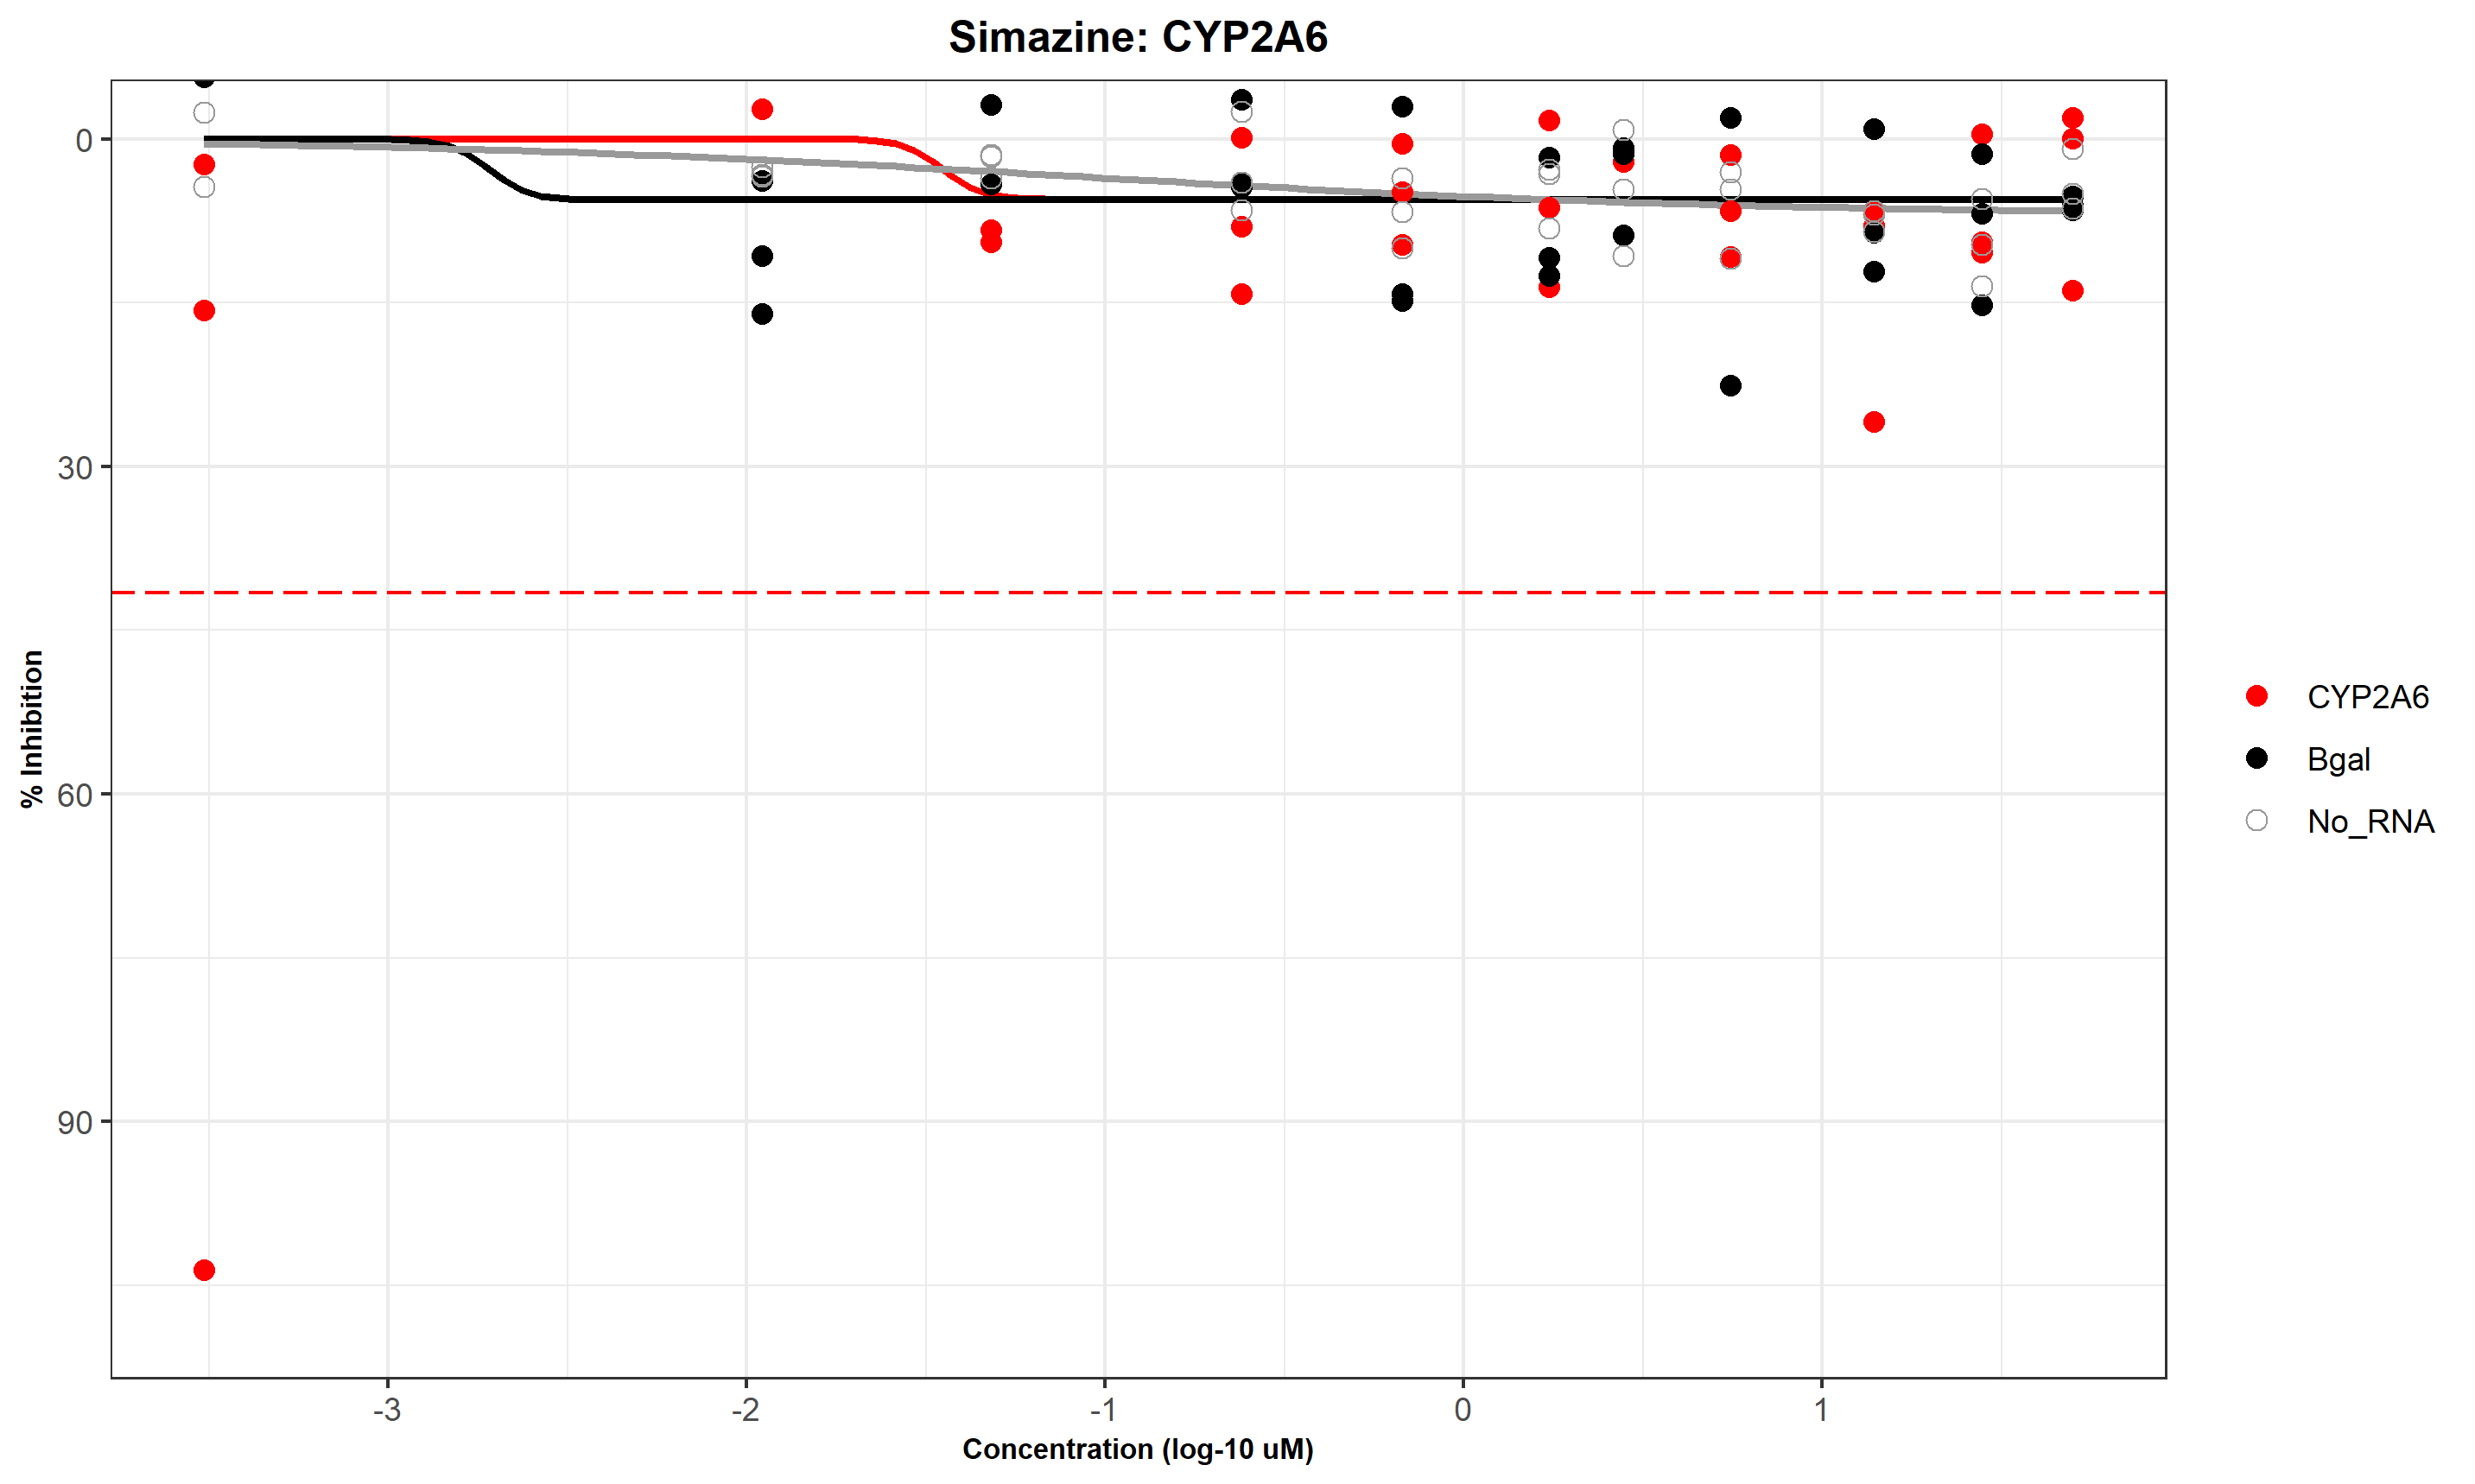 Simazine: CYP2A6
0
30
60
90
% Inhibition
-3
-2
-1
0
1
Concentration (log-10 uM)
CYP2A6
Bgal
No_RNA